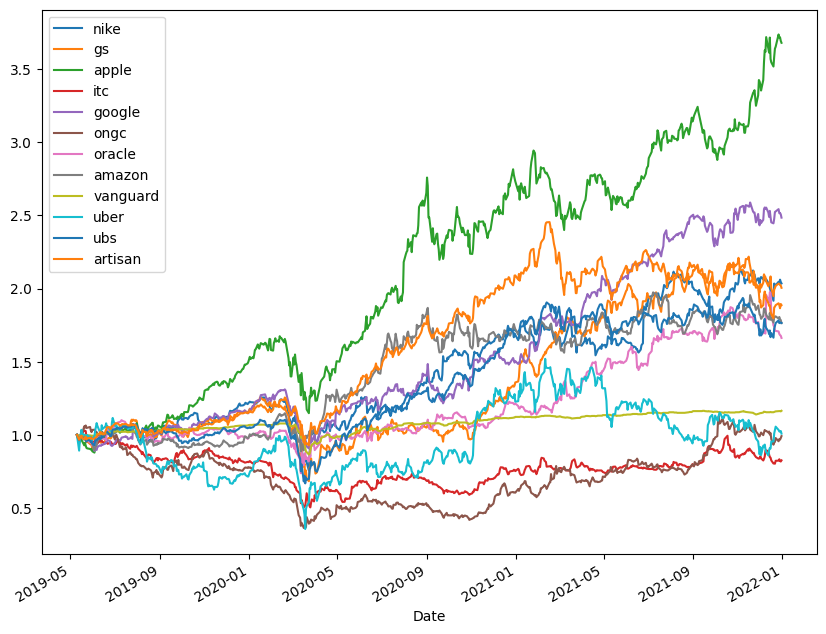 nike
gs
apple
itc
google
ongc
oracle
amazon
vanguard
uber
ubs
artisan
3.5
3.0
2.5
2.0
1.5
1.0
0.5
2019-05
2019-09
2020-01
2020-05
2020-09
2021-01
2021-05
2021-09
2022-01
Date